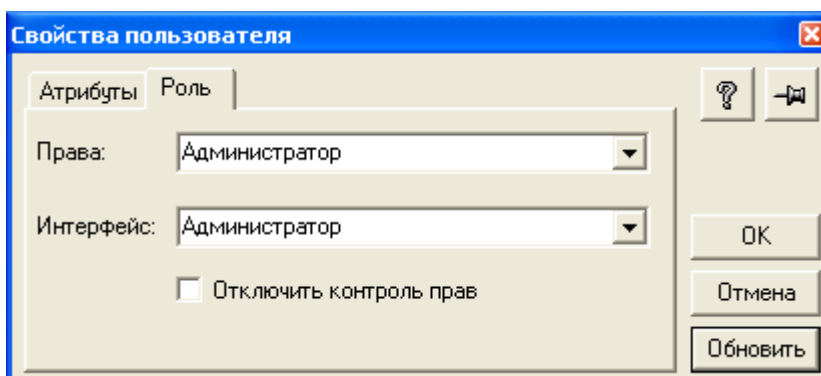 Свойства пользователя
Атрибуты Роль
Права: Администратор
Интерфейс: Администратор
Отключить контроль прав
OK
Отмена
Обновить